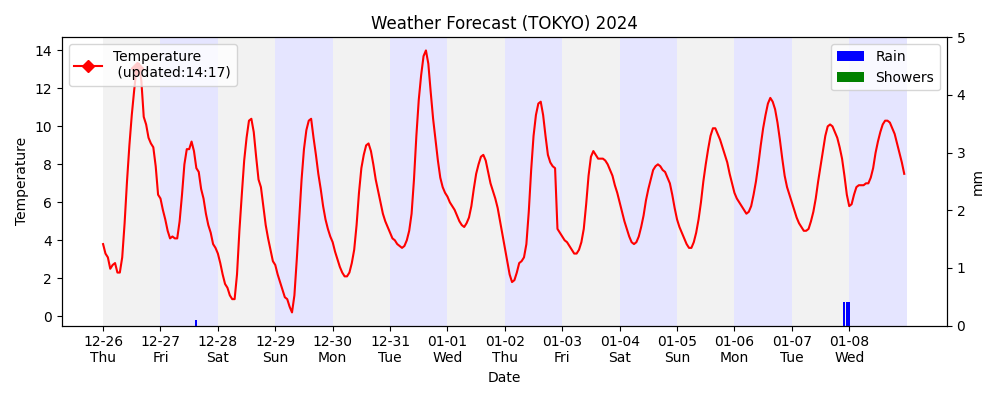 Weather Forecast (TOKYO) 2024
Temperature
(updated:14:17)
Rain
Showers
Temperature
14
12
10
8
6
4
2
0
5
4
3
2
1
0
mm
12-26 12-27 12-28 12-29 12-30 12-31 01-01 01-02 01-03 01-04 01-05 01-06 01-07 01-08
Thu Fri Sat Sun Mon Tue Wed Thu Fri Sat Sun Mon Tue Wed
Date